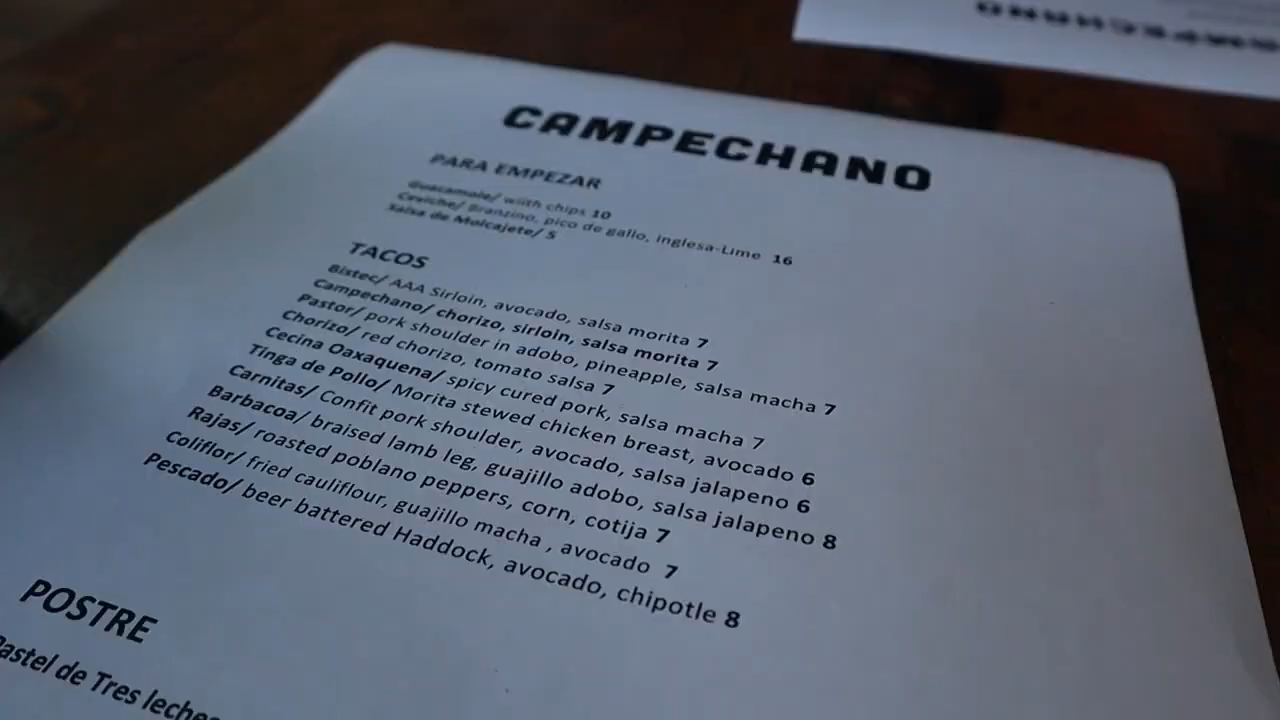 CAMPECHANO
PARA EMPEZAR
Guacamole/ wiith chips 10
Ceviche/ Branzino, pico de gallo, inglesa-Lime 16
Salsa de Molcajete/ 5
TACOS
Bistec/ AAA Sirloin, avocado, salsa morita 7
Campechano/ chorizo, sirloin, salsa morita 7
Pastor/ pork shoulder in adobo, pineapple, salsa macha 7
Chorizo/ red chorizo, tomato salsa 7
Cecina Oaxaquena/ spicy cured pork, salsa macha 7
Tinga de Pollo/ Morita stewed chicken breast, avocado 6
Carnitas/ Confit pork shoulder, avocado, salsa jalapeno 6
Barbacoa/ braised lamb leg, guajillo adobo, salsa jalapeno 8
Rajas/ roasted poblano peppers, corn, cotija 7
Coliflor/ fried cauliflour, guajillo macha , avocado 7
Pescado/ beer battered Haddock, avocado, chipotle 8
POSTRE
Pastel de Tres leches